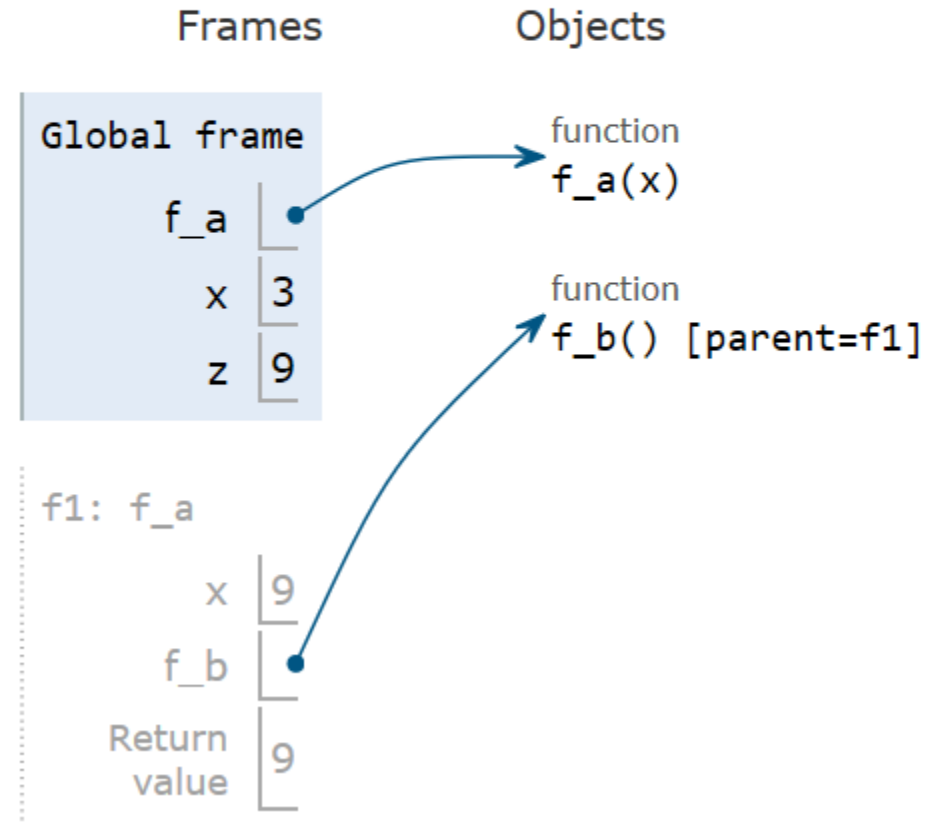 Frames Objects
Global frame
f_a
x 3
z 9
function
f_a(x)
function
f_b() [parent=f1]
f1: f_a
x 9
f_b
Return
value 9